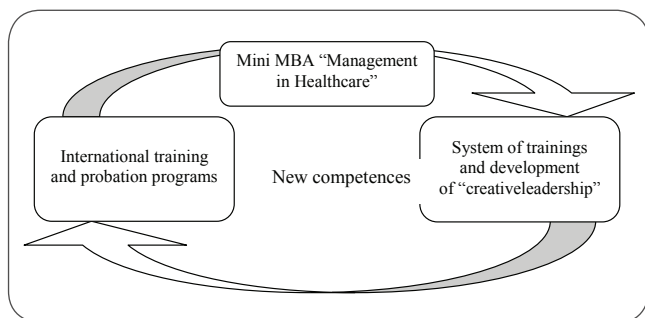 Mini MBA “Management
in Healthcare”
International training
and probation programs
New competences
System of trainings
and development
of “creativeleadership”